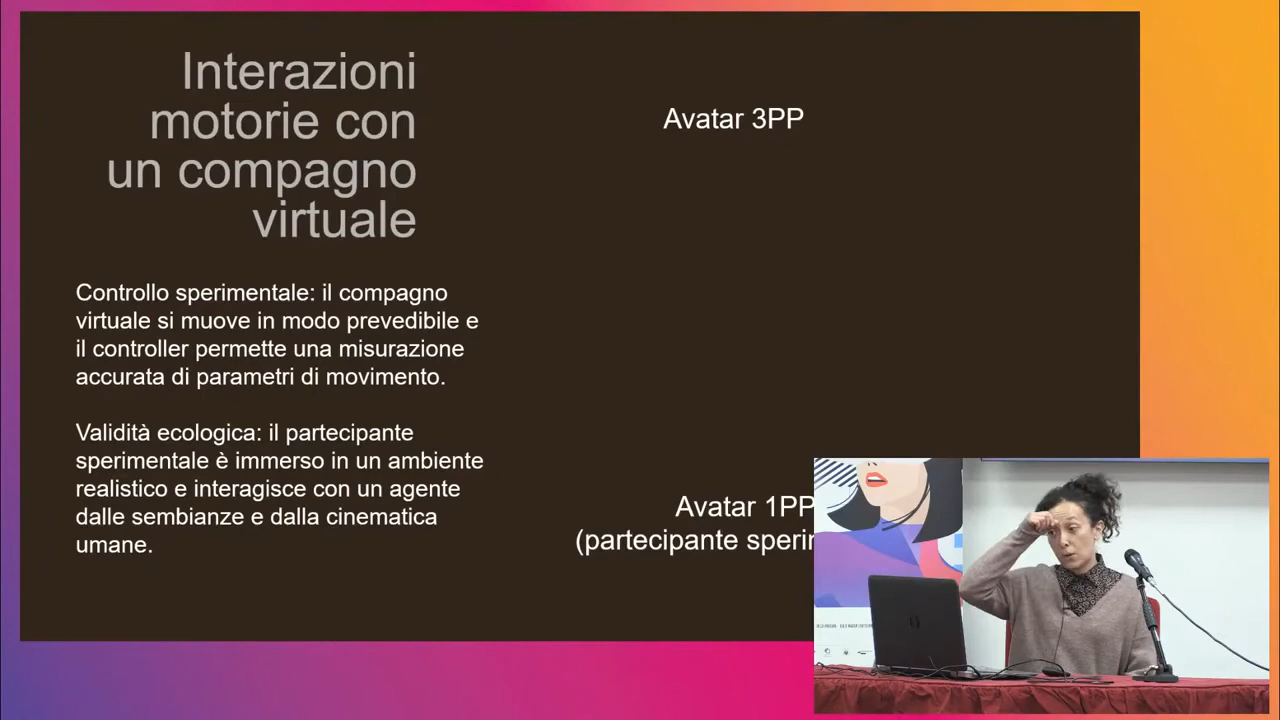 Interazioni
motorie con
un compagno
virtuale
Controllo sperimentale: il compagno
virtuale si muove in modo prevedibile e
il controller permette una misurazione
accurata di parametri di movimento.
Validità ecologica: il partecipante
sperimentale è immerso in un ambiente
realistico e interagisce con un agente
dalle sembianze e dalla cinematica
umane.
Avatar 3PP
Avatar 1PP
(partecipante